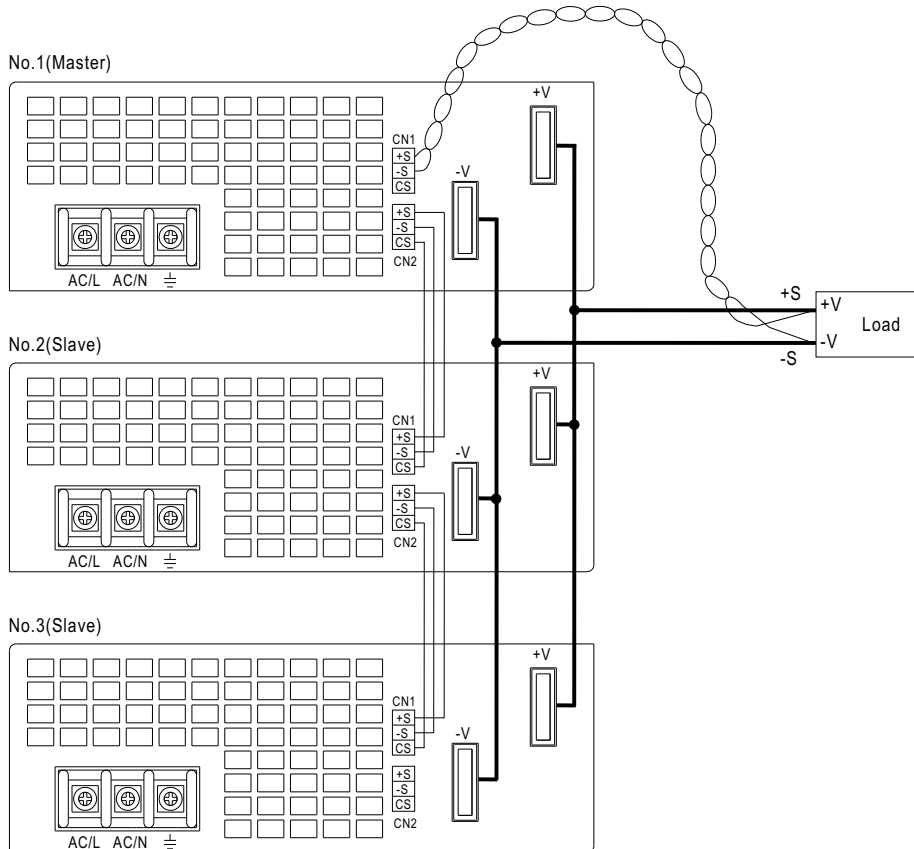 No.1(Master)
+V
CN1
+S
-S
CS
-V
+S
-S
CS
CN2
AC/L AC/N
+S
+V
Load
-V
-S
No.2(Slave)
+V
CN1
+S
-S
CS
-V
+S
-S
CS
CN2
AC/L AC/N
No.3(Slave)
+V
CN1
+S
-S
CS
-V
+S
-S
CS
CN2
AC/L AC/N